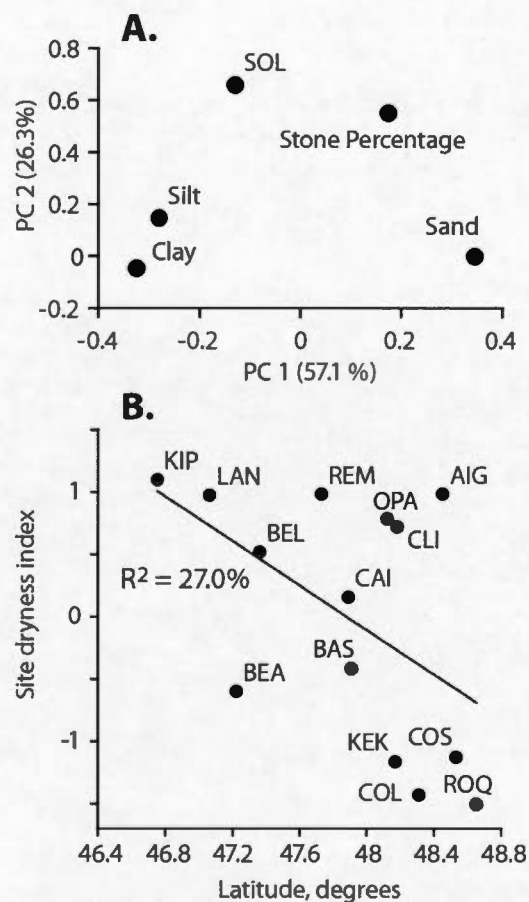 A.
0.8
0.6
0.4
0.2
0
-0.2
PC 2 (26.3%)
SOL
Stone Percentage
Silt
Sand
Clay
-0.4
-0.2
0
0.2
0.4
PC 1 (57.1 %)
B.
1
0
-1
Site dryness index
KIP
LAN
REM
AIG
OPA
CLI
BEL
R² = 27.0%
CAI
BAS
BEA
KEK
COS
COL
ROQ
46.4
46.8
47.2
47.6
48
48.4
48.8
Latitude, degrees